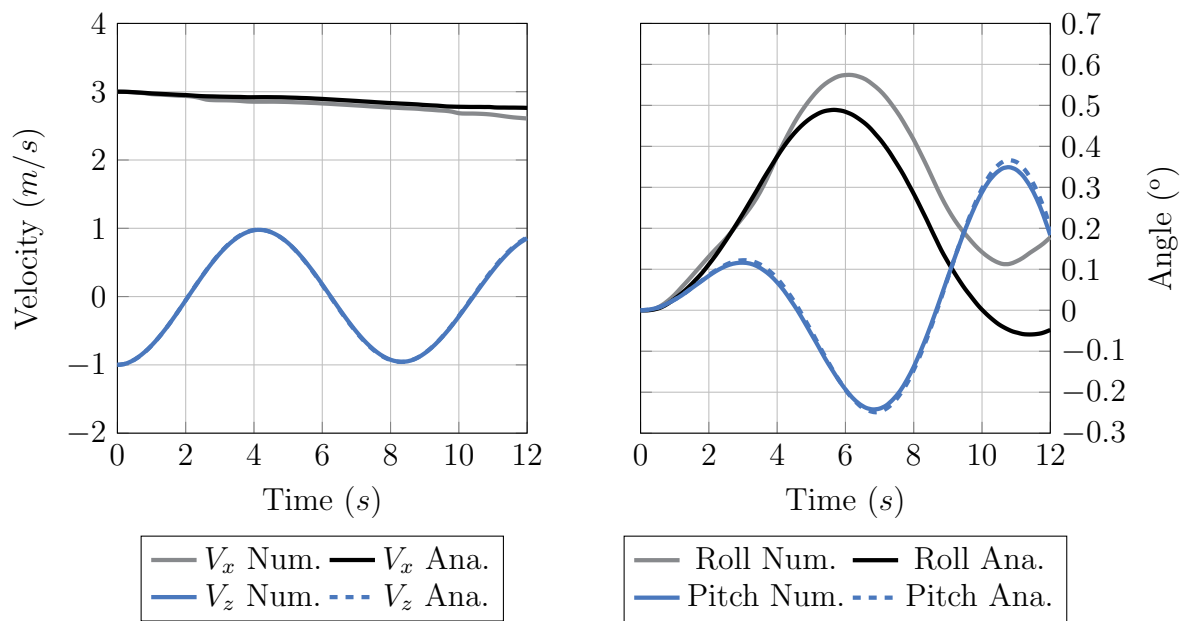 4
3
2
1
0
−1
−2
0 2 4 6 8 10 12
Velocity (m/s)
Time (s)
V_x Num. V_x Ana.
V_z Num. V_z Ana.
0.7
0.6
0.5
0.4
0.3
0.2
0.1
0
−0.1
−0.2
−0.3
0 2 4 6 8 10 12
Angle (º)
Time (s)
Roll Num. Roll Ana.
Pitch Num. Pitch Ana.